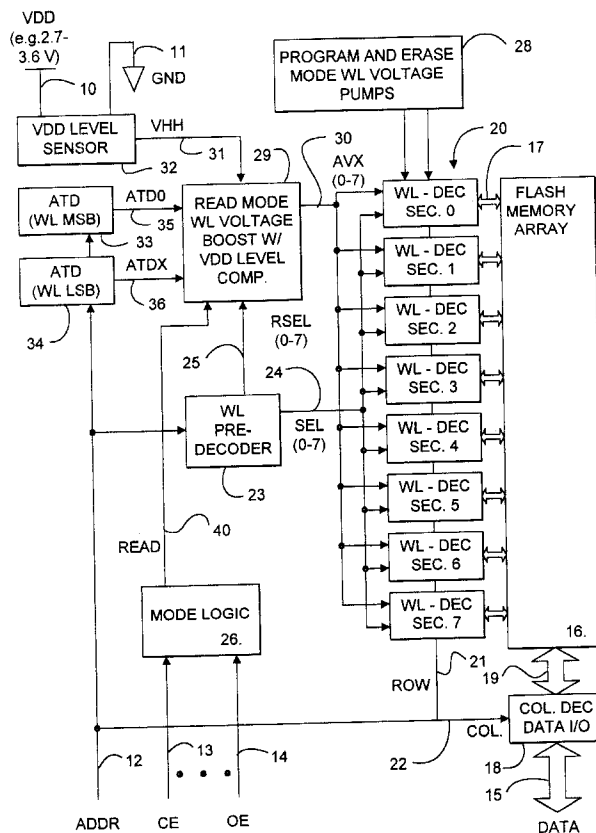 VDD
(e.g.2.7-
3.6 V)
10
11
GND
PROGRAM AND ERASE
MODE WL VOLTAGE
PUMPS
28
VDD LEVEL
SENSOR
32
VHH
31
29
30
AVX
(0-7)
20
17
ATD
(WL MSB)
33
ATD0
35
ATD
(WL LSB)
34
ATDX
36
READ MODE
WL VOLTAGE
BOOST W/
VDD LEVEL
COMP.
WL - DEC
SEC. 0
WL - DEC
SEC. 1
WL - DEC
SEC. 2
WL - DEC
SEC. 3
WL - DEC
SEC. 4
WL - DEC
SEC. 5
WL - DEC
SEC. 6
WL - DEC
SEC. 7
FLASH
MEMORY
ARRAY
16.
25
RSEL
(0-7)
24
WL
PRE-
DECODER
23
SEL
(0-7)
40
READ
MODE LOGIC
26.
21
ROW
19
COL. DEC
DATA I/O
18
COL.
22
12
13
14
15
ADDR
CE
OE
DATA